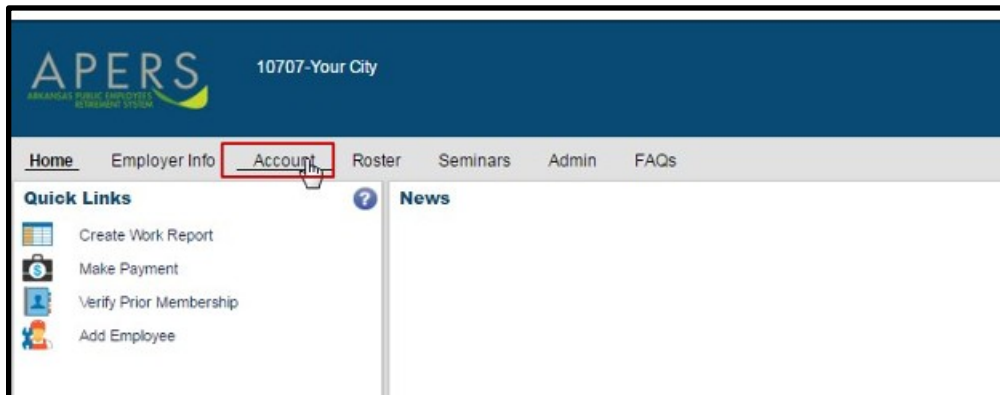 APERS
ARKANSAS PUBLIC EMPLOYEES
RETIREMENT SYSTEM
10707-Your City
Home Employer Info Account Roster Seminars Admin FAQs
Quick Links
?
News
Create Work Report
$
Make Payment
Verify Prior Membership
Add Employee